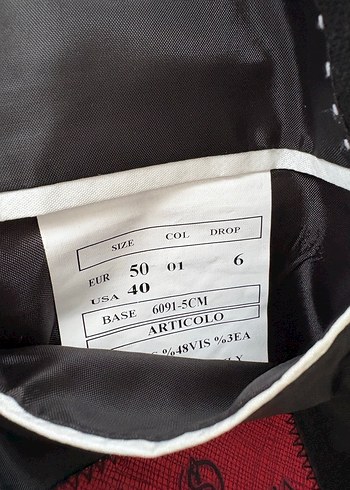 SIZE COL DROP
EUR 50 01 6
USA 40
BASE 6091-5CM
ARTICOLO
%48VIS %3EA